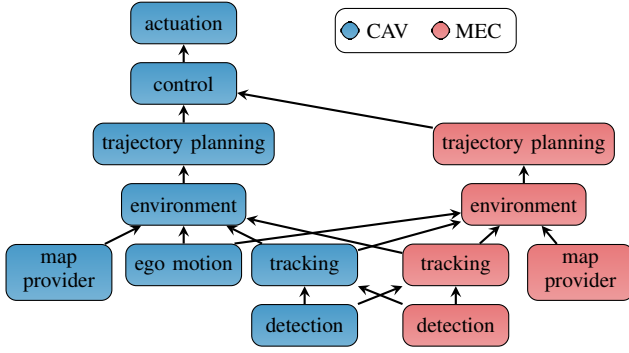 actuation
CAV MEC
control
trajectory planning
trajectory planning
environment
environment
map
provider
ego motion
tracking
tracking
map
provider
detection
detection